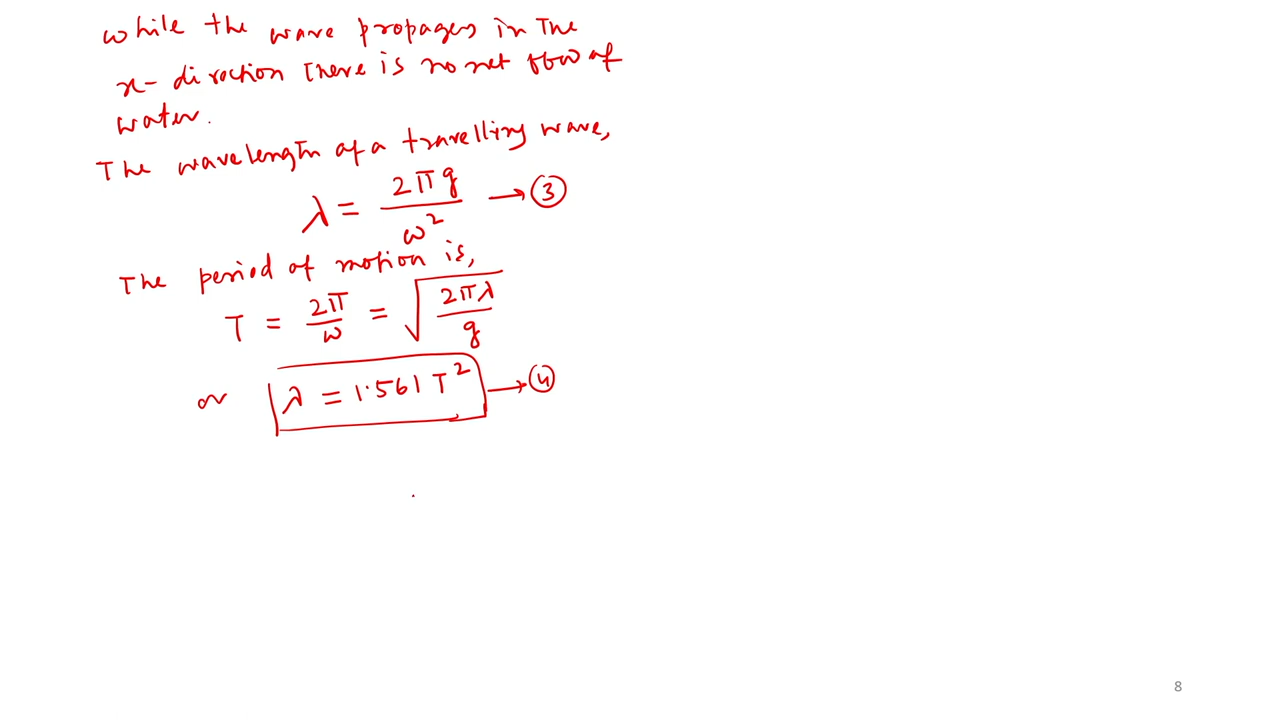 while the wave propages in the
x- direction there is no net flow of
water.
The wavelength of a travelling wave,
λ = 2πg / ω² → ③
The period of motion is,
T = 2π / ω = √(2πλ / g)
or λ = 1.561 T² → ④
8